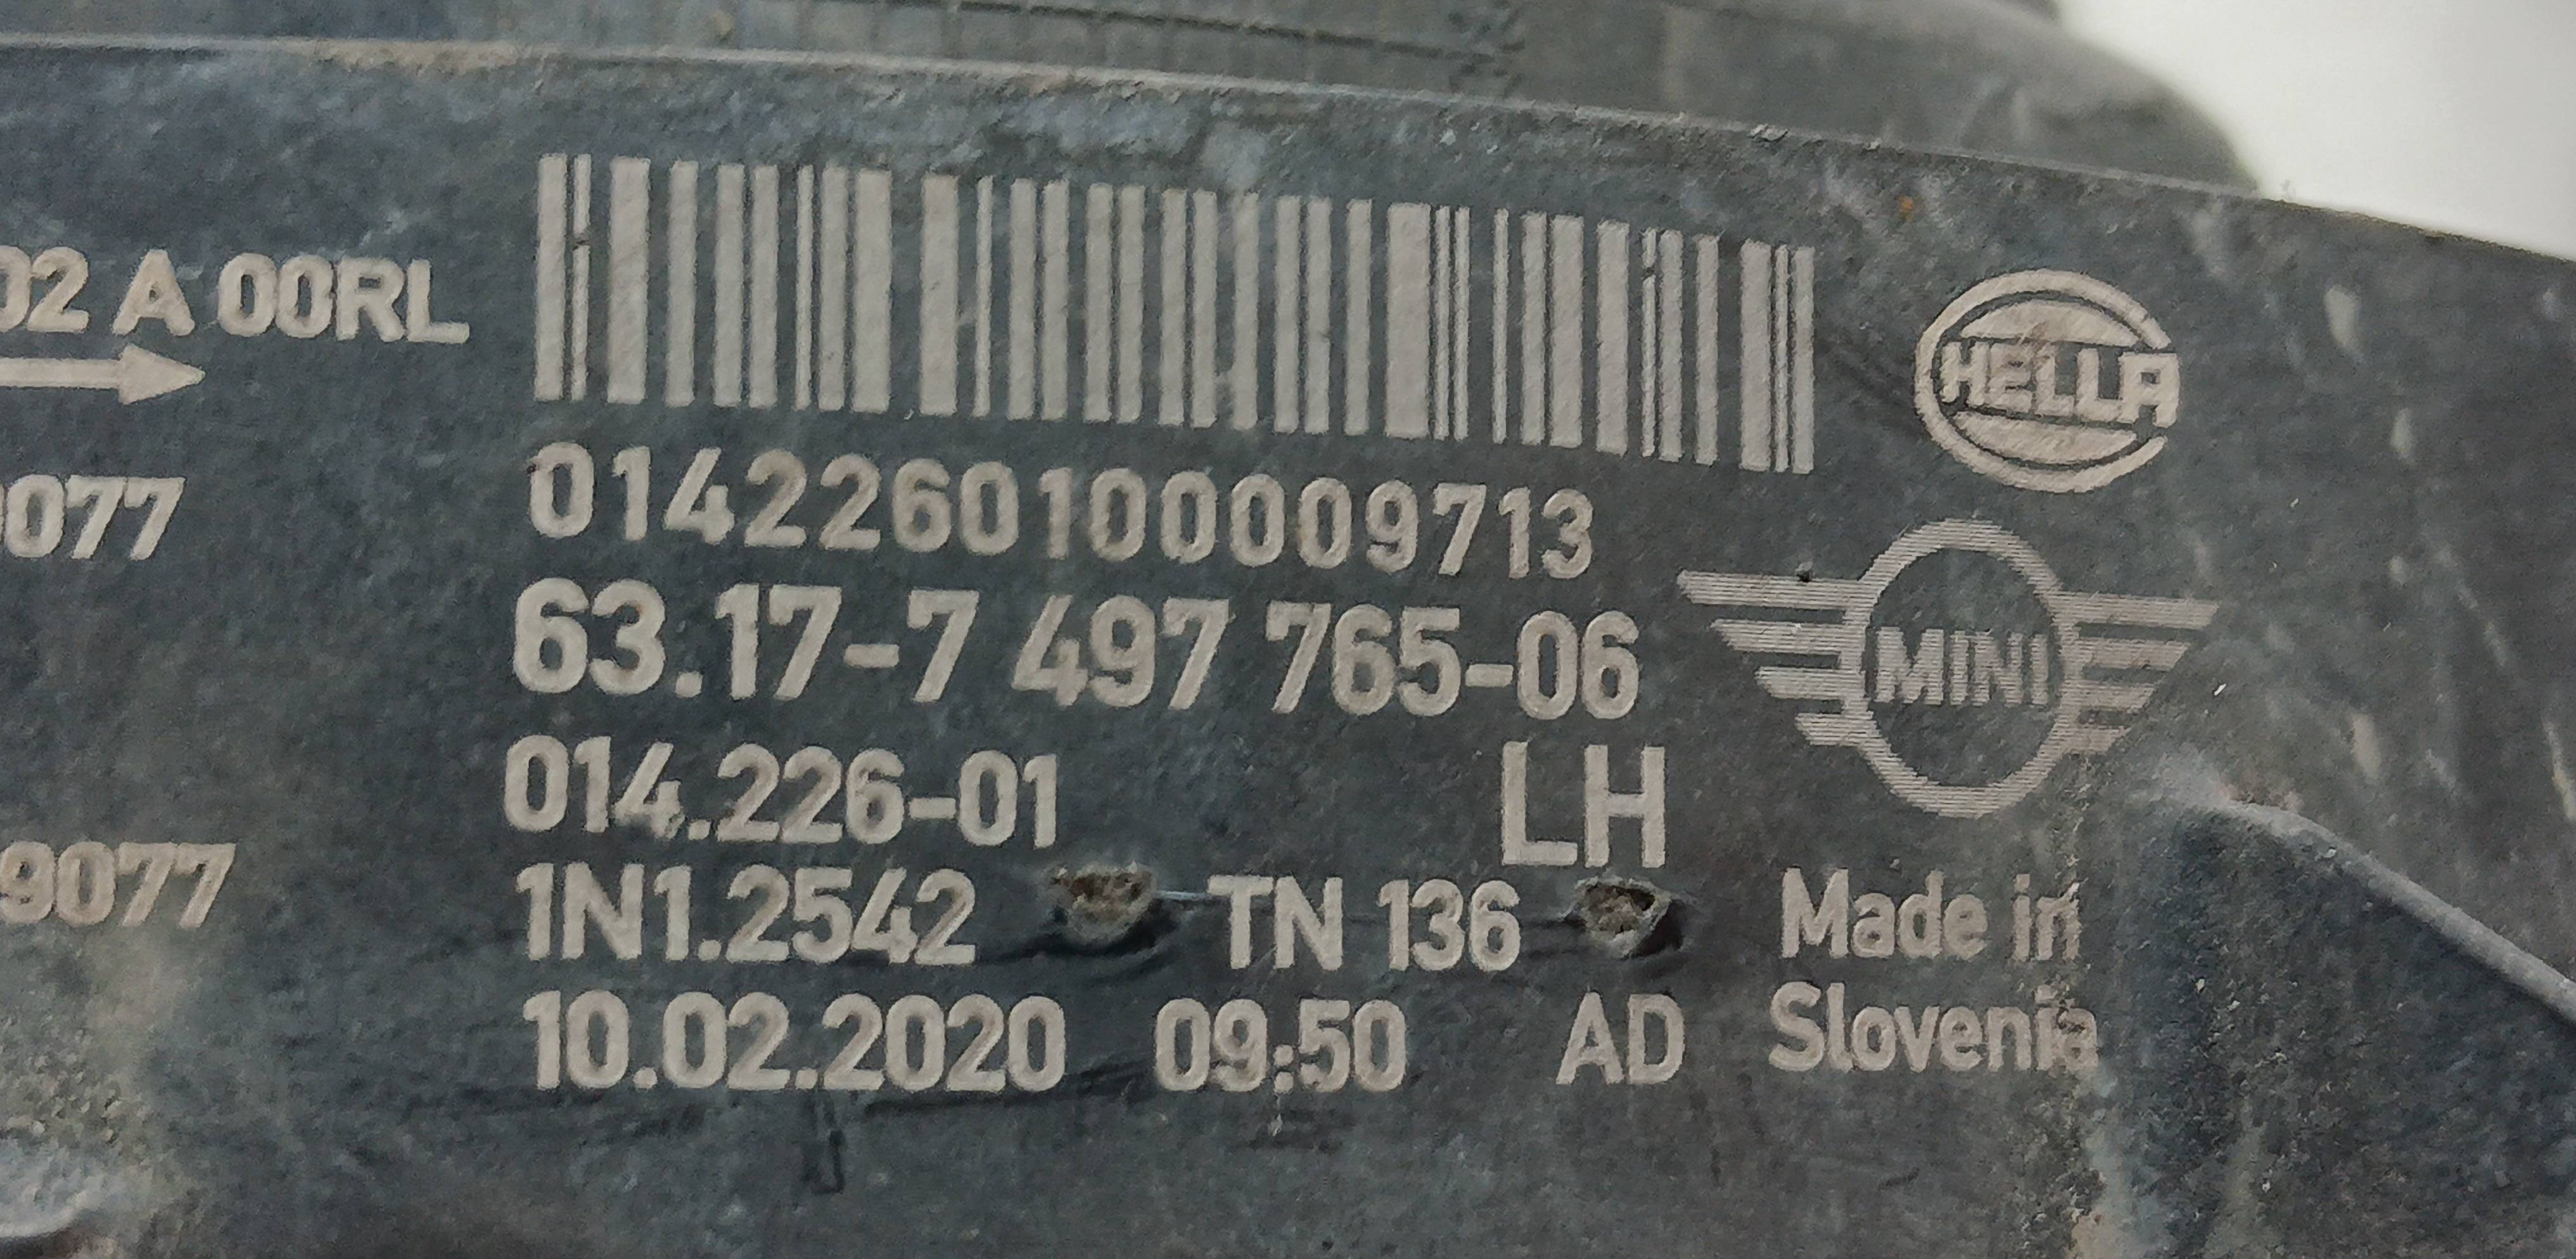 02 A 00RL
HELLA
077
0142260100009713
63.17-7 497 765-06
MINI
014.226-01
LH
9077
1N1.2542
TN 136
Made in
Slovenia
10.02.2020
09:50
AD